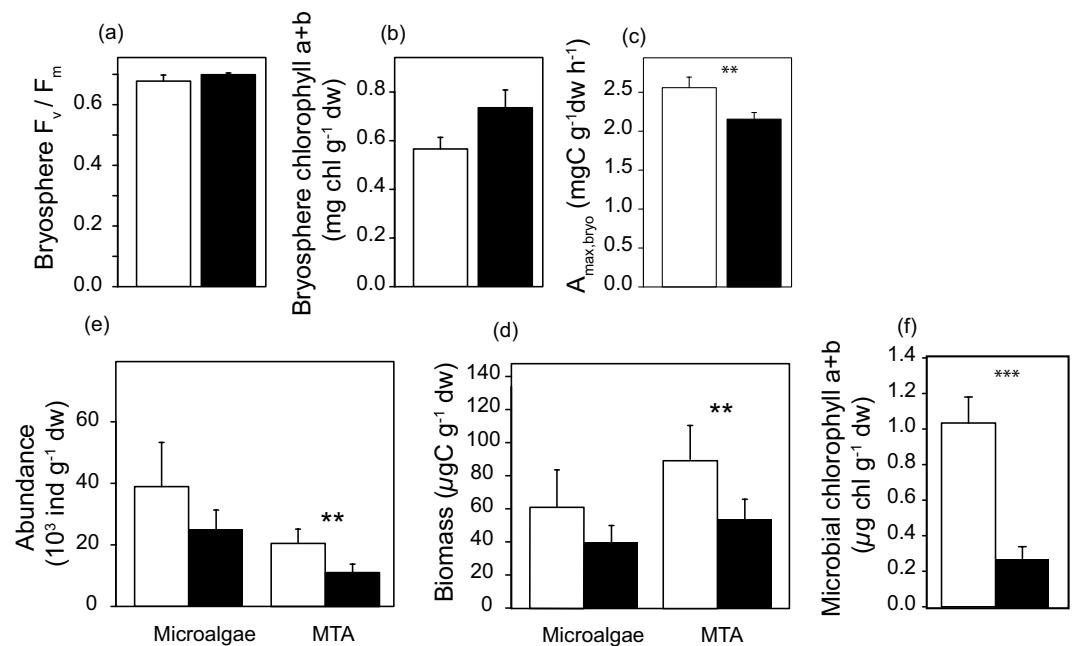 (a)
Bryosphere Fv / Fm
0.6
0.4
0.2
0.0
(b)
Bryosphere chlorophyll a+b
(mg chl g-1 dw)
0.8
0.6
0.4
0.2
0.0
(c)
Amax,bryo (mgC g-1dw h-1)
2.5
2.0
1.5
1.0
0.5
0.0
**
(e)
Abundance
(10³ ind g-1 dw)
60
40
20
0
**
Microalgae MTA
(d)
Biomass (µgC g-1 dw)
140
120
100
80
60
40
20
0
**
Microalgae MTA
(f)
Microbial chlorophyll a+b
(µg chl g-1 dw)
1.4
1.2
1.0
0.8
0.6
0.4
0.2
0.0
***